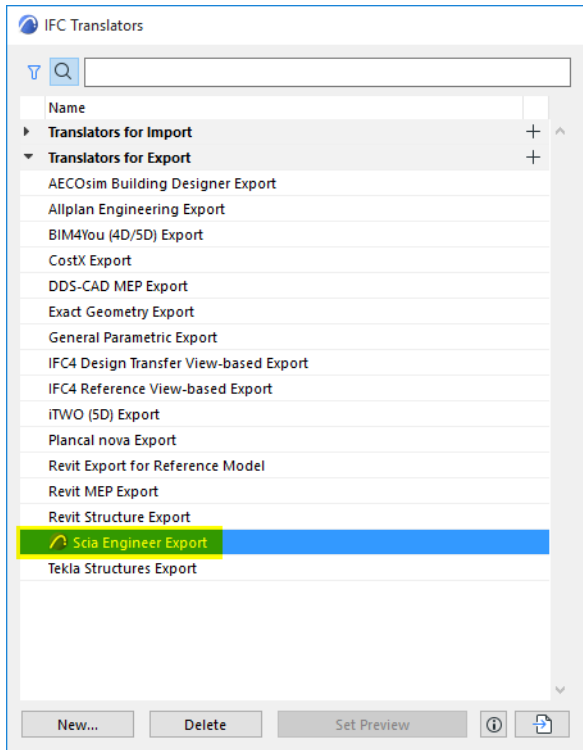 IFC Translators
Name
Translators for Import
Translators for Export
AECOsim Building Designer Export
Allplan Engineering Export
BIM4You (4D/5D) Export
CostX Export
DDS-CAD MEP Export
Exact Geometry Export
General Parametric Export
IFC4 Design Transfer View-based Export
IFC4 Reference View-based Export
iTWO (5D) Export
Plancal nova Export
Revit Export for Reference Model
Revit MEP Export
Revit Structure Export
Scia Engineer Export
Tekla Structures Export
New... Delete Set Preview